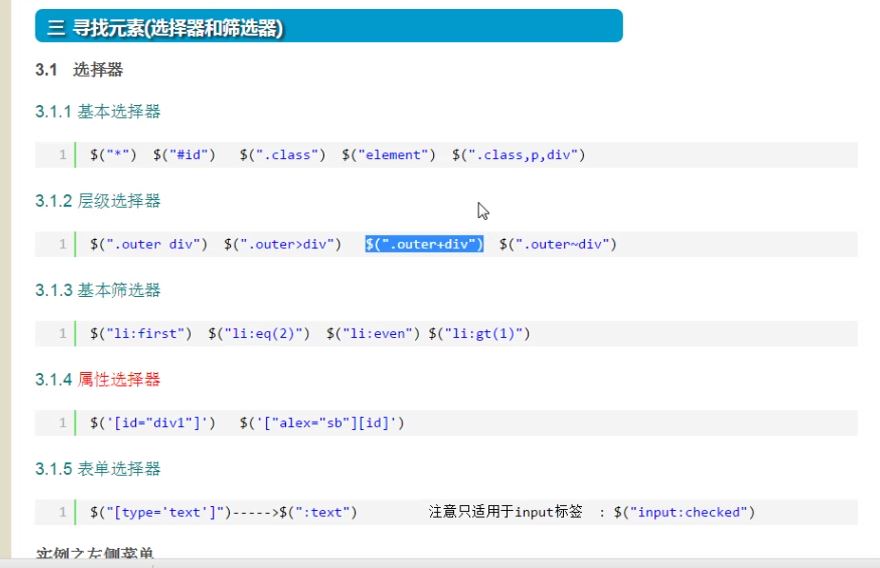 三 寻找元素(选择器和筛选器)
3.1 选择器
3.1.1 基本选择器
1 $("*") $("#id") $(".class") $("element") $(".class,p,div")
3.1.2 层级选择器
1 $(".outer div") $(".outer>div") $(".outer+div") $(".outer~div")
3.1.3 基本筛选器
1 $("li:first") $("li:eq(2)") $("li:even") $("li:gt(1)")
3.1.4 属性选择器
1 $('[id="div1"]') $('["alex="sb"][id]')
3.1.5 表单选择器
1 $("[type='text']")----->$(":text") 注意只适用于input标签 : $("input:checked")
实例之左侧菜单